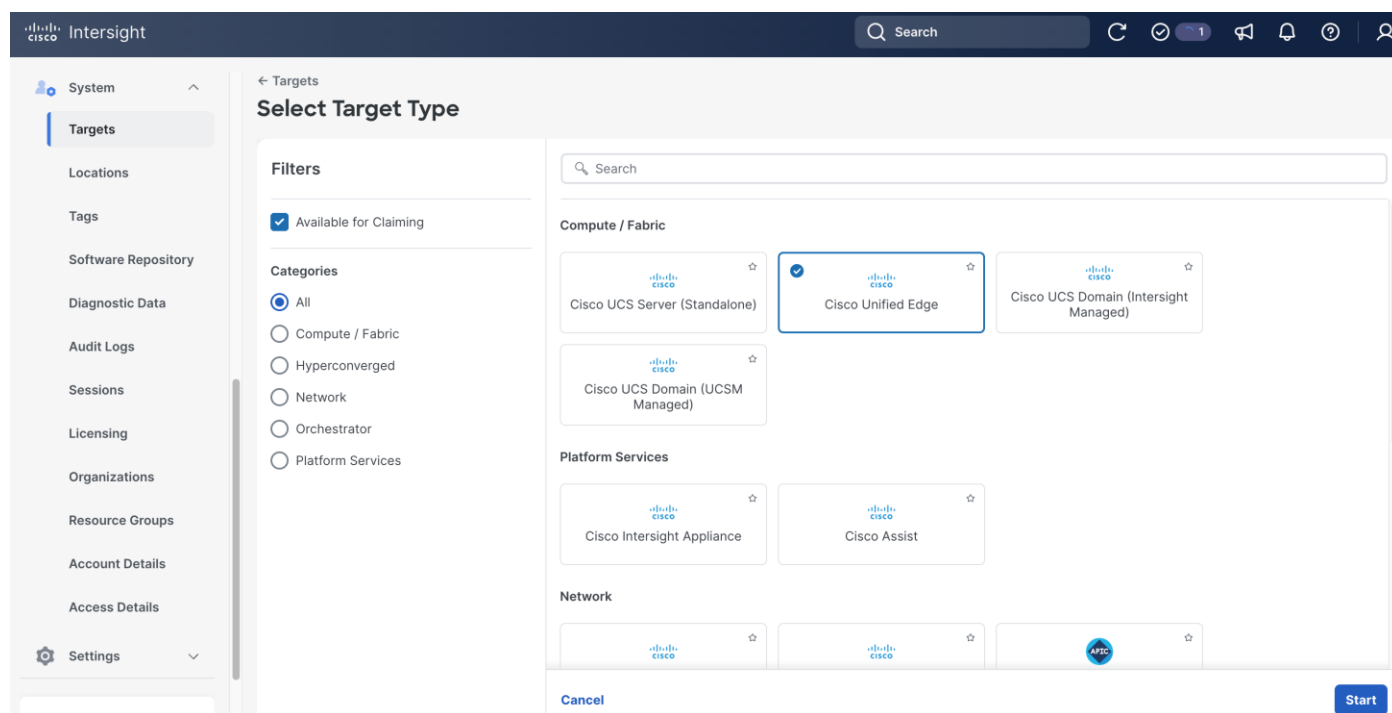 cisco Intersight
Search
1
System
Targets
Locations
Tags
Software Repository
Diagnostic Data
Audit Logs
Sessions
Licensing
Organizations
Resource Groups
Account Details
Access Details
Settings
← Targets
Select Target Type
Filters
Available for Claiming
Categories
All
Compute / Fabric
Hyperconverged
Network
Orchestrator
Platform Services
Search
Compute / Fabric
cisco
Cisco UCS Server (Standalone)
cisco
Cisco Unified Edge
cisco
Cisco UCS Domain (Intersight
Managed)
cisco
Cisco UCS Domain (UCSM
Managed)
Platform Services
cisco
Cisco Intersight Appliance
cisco
Cisco Assist
Network
cisco
cisco
APIC
Cancel
Start